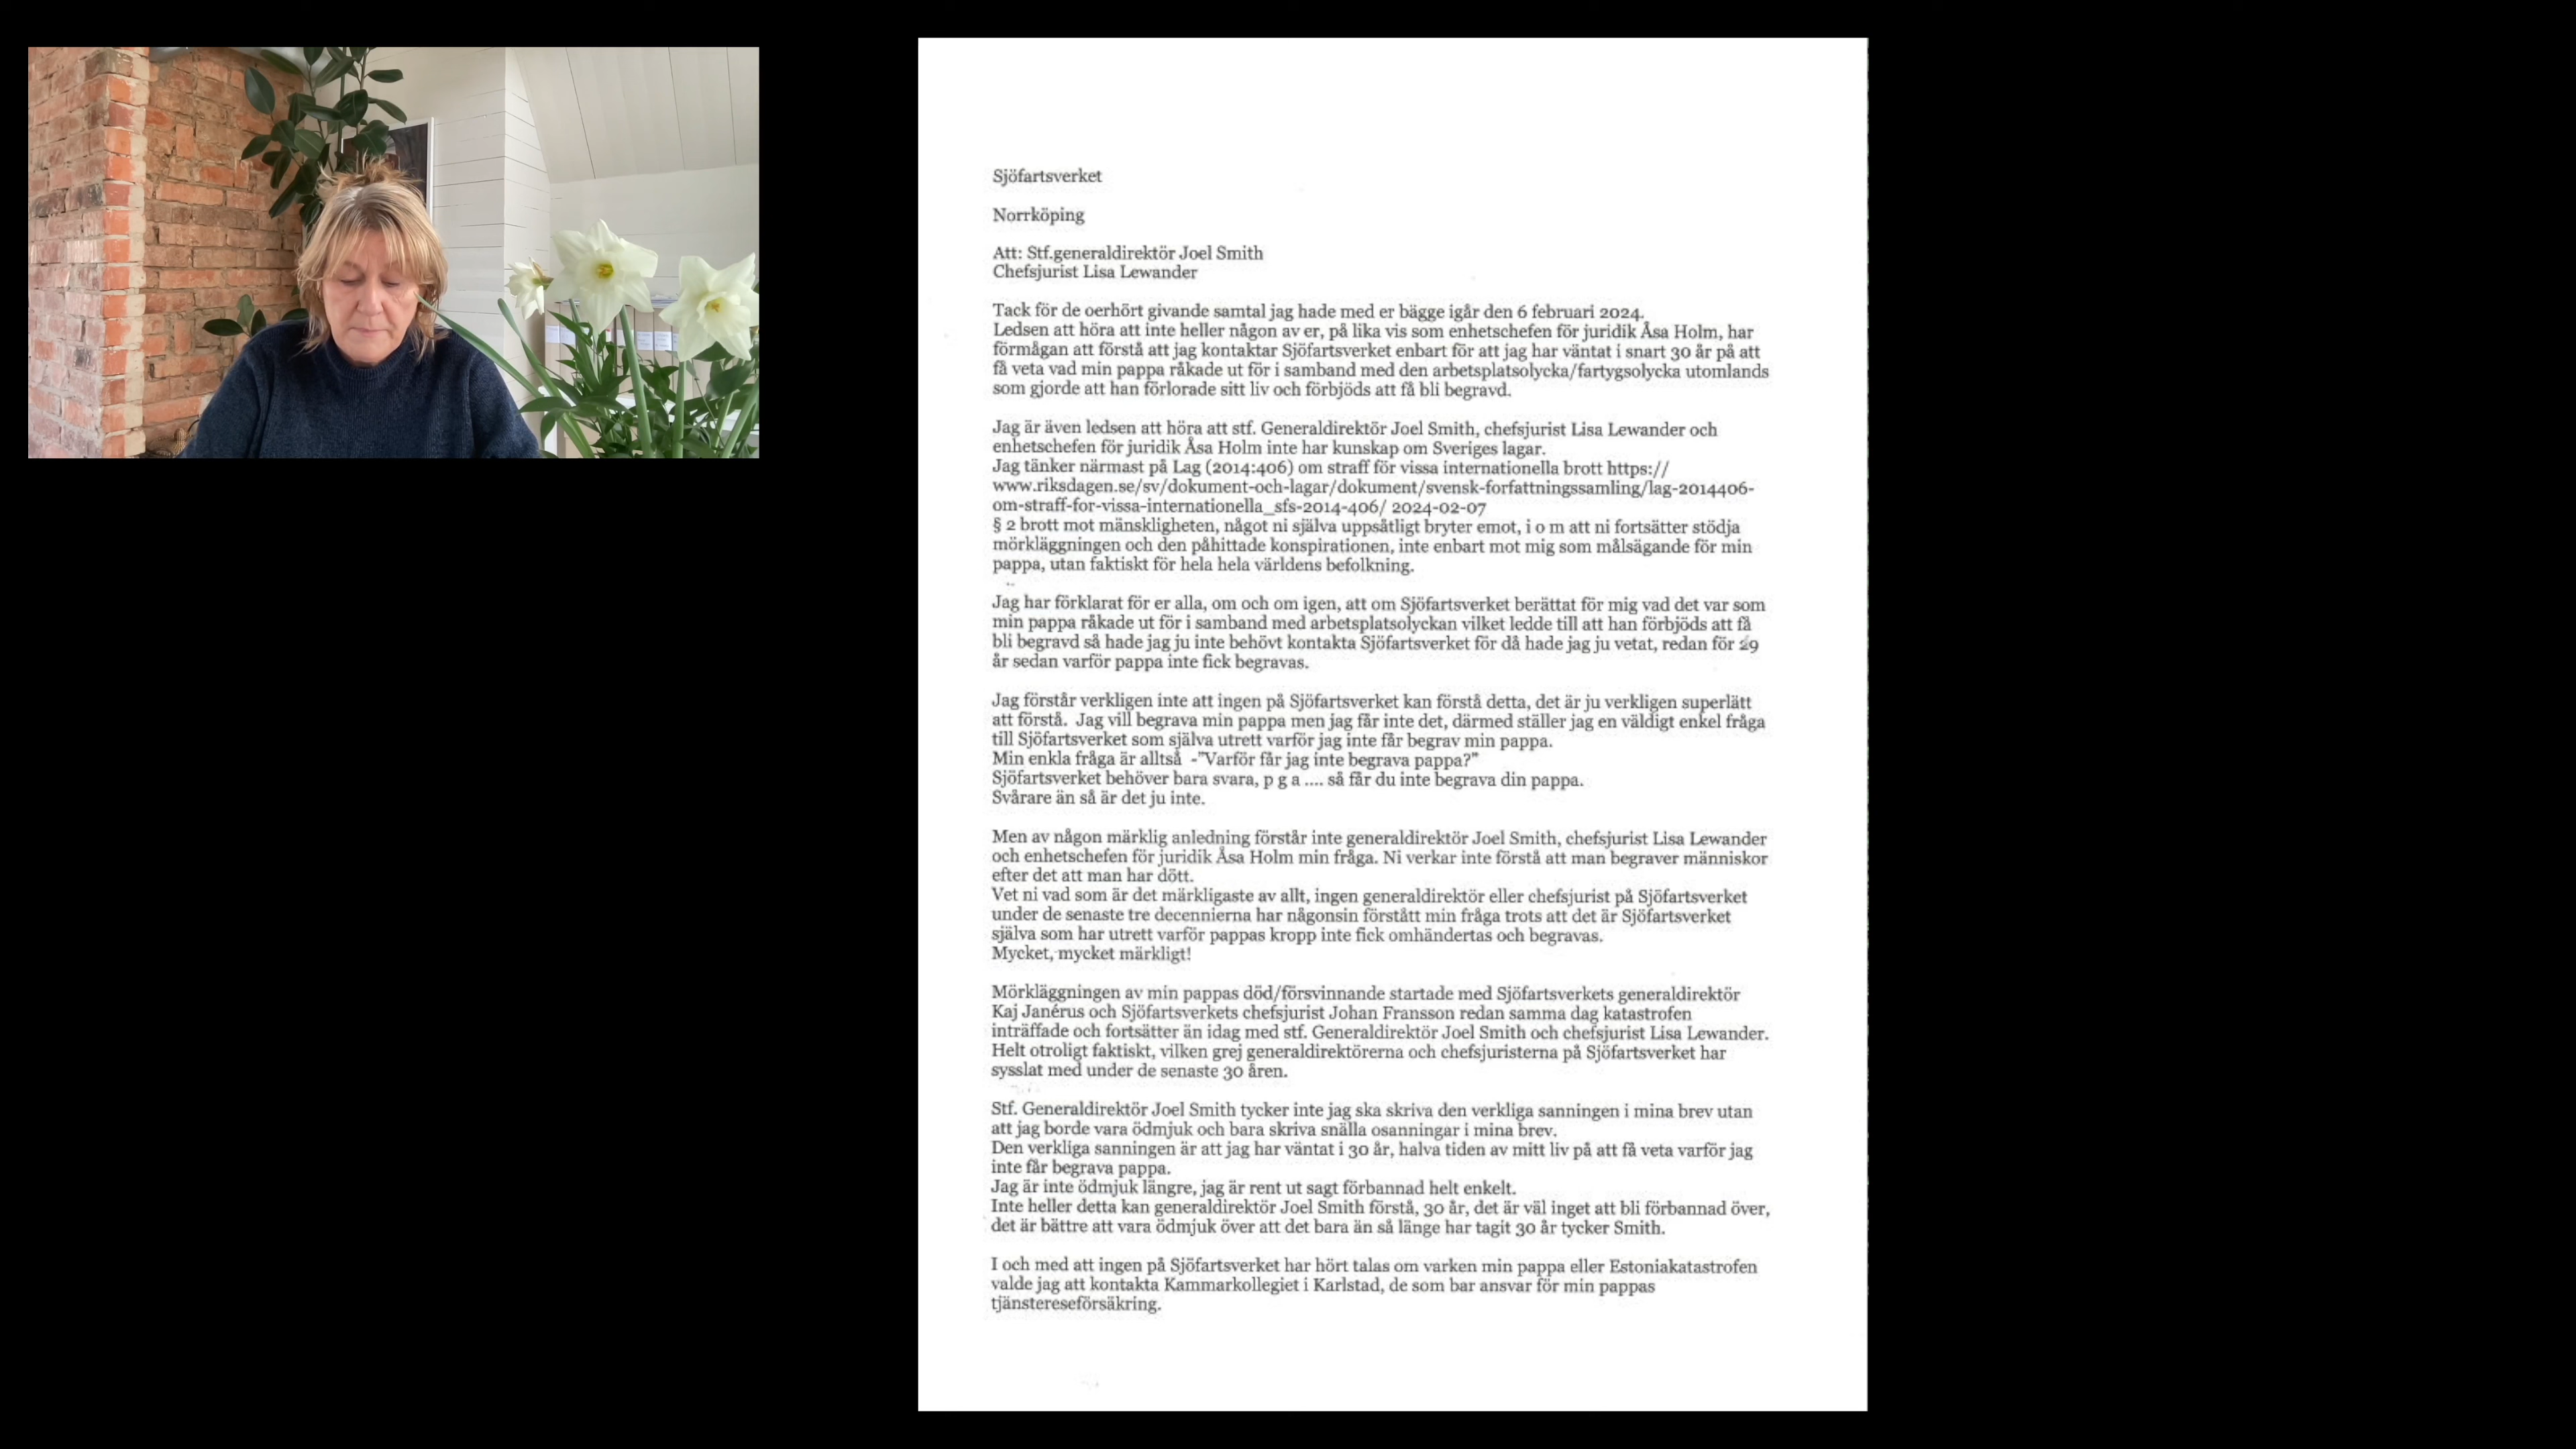 Sjöfartsverket
Norrköping
Att: Stf.generaldirektör Joel Smith
Chefsjurist Lisa Lewander
Tack för de oerhört givande samtal jag hade med er bägge igår den 6 februari 2024.
Ledsen att höra att inte heller någon av er, på lika vis som enhetschefen för juridik Åsa Holm, har
förmågan att förstå att jag kontaktar Sjöfartsverket enbart för att jag har väntat i snart 30 år på att
få veta vad min pappa råkade ut för i samband med den arbetsplatsolycka/fartygsolycka utomlands
som gjorde att han förlorade sitt liv och förbjöds att få bli begravd.
Jag är även ledsen att höra att stf. Generaldirektör Joel Smith, chefsjurist Lisa Lewander och
enhetschefen för juridik Åsa Holm inte har kunskap om Sveriges lagar.
Jag tänker närmast på Lag (2014:406) om straff för vissa internationella brott https://
www.riksdagen.se/sv/dokument-och-lagar/dokument/svensk-forfattningssamling/lag-2014406-
om-straff-for-vissa-internationella_sfs-2014-406/ 2024-02-07
§ 2 brott mot mänskligheten, något ni själva uppsåtligt bryter emot, i o m att ni fortsätter stödja
mörkläggningen och den påhittade konspirationen, inte enbart mot mig som målsägande för min
pappa, utan faktiskt för hela hela världens befolkning.
Jag har förklarat för er alla, om och om igen, att om Sjöfartsverket berättat för mig vad det var som
min pappa råkade ut för i samband med arbetsplatsolyckan vilket ledde till att han förbjöds att få
bli begravd så hade jag ju inte behövt kontakta Sjöfartsverket för då hade jag ju vetat, redan för 29
år sedan varför pappa inte fick begravas.
Jag förstår verkligen inte att ingen på Sjöfartsverket kan förstå detta, det är ju verkligen superlätt
att förstå.  Jag vill begrava min pappa men jag får inte det, därmed ställer jag en väldigt enkel fråga
till Sjöfartsverket som själva utrett varför jag inte får begrav min pappa.
Min enkla fråga är alltså  -"Varför får jag inte begrava pappa?"
Sjöfartsverket behöver bara svara, p g a .... så får du inte begrava din pappa.
Svårare än så är det ju inte.
Men av någon märklig anledning förstår inte generaldirektör Joel Smith, chefsjurist Lisa Lewander
och enhetschefen för juridik Åsa Holm min fråga. Ni verkar inte förstå att man begraver människor
efter det att man har dött.
Vet ni vad som är det märkligaste av allt, ingen generaldirektör eller chefsjurist på Sjöfartsverket
under de senaste tre decennierna har någonsin förstått min fråga trots att det är Sjöfartsverket
själva som har utrett varför pappas kropp inte fick omhändertas och begravas.
Mycket, mycket märkligt!
Mörkläggningen av min pappas död/försvinnande startade med Sjöfartsverkets generaldirektör
Kaj Janérus och Sjöfartsverkets chefsjurist Johan Fransson redan samma dag katastrofen
inträffade och fortsätter än idag med stf. Generaldirektör Joel Smith och chefsjurist Lisa Lewander.
Helt otroligt faktiskt, vilken grej generaldirektörerna och chefsjuristerna på Sjöfartsverket har
sysslat med under de senaste 30 åren.
Stf. Generaldirektör Joel Smith tycker inte jag ska skriva den verkliga sanningen i mina brev utan
att jag borde vara ödmjuk och bara skriva snälla osanningar i mina brev.
Den verkliga sanningen är att jag har väntat i 30 år, halva tiden av mitt liv på att få veta varför jag
inte får begrava pappa.
Jag är inte ödmjuk längre, jag är rent ut sagt förbannad helt enkelt.
Inte heller detta kan generaldirektör Joel Smith förstå, 30 år, det är väl inget att bli förbannad över,
det är bättre att vara ödmjuk över att det bara än så länge har tagit 30 år tycker Smith.
I och med att ingen på Sjöfartsverket har hört talas om varken min pappa eller Estoniakatastrofen
valde jag att kontakta Kammarkollegiet i Karlstad, de som bar ansvar för min pappas
tjänstereseförsäkring.